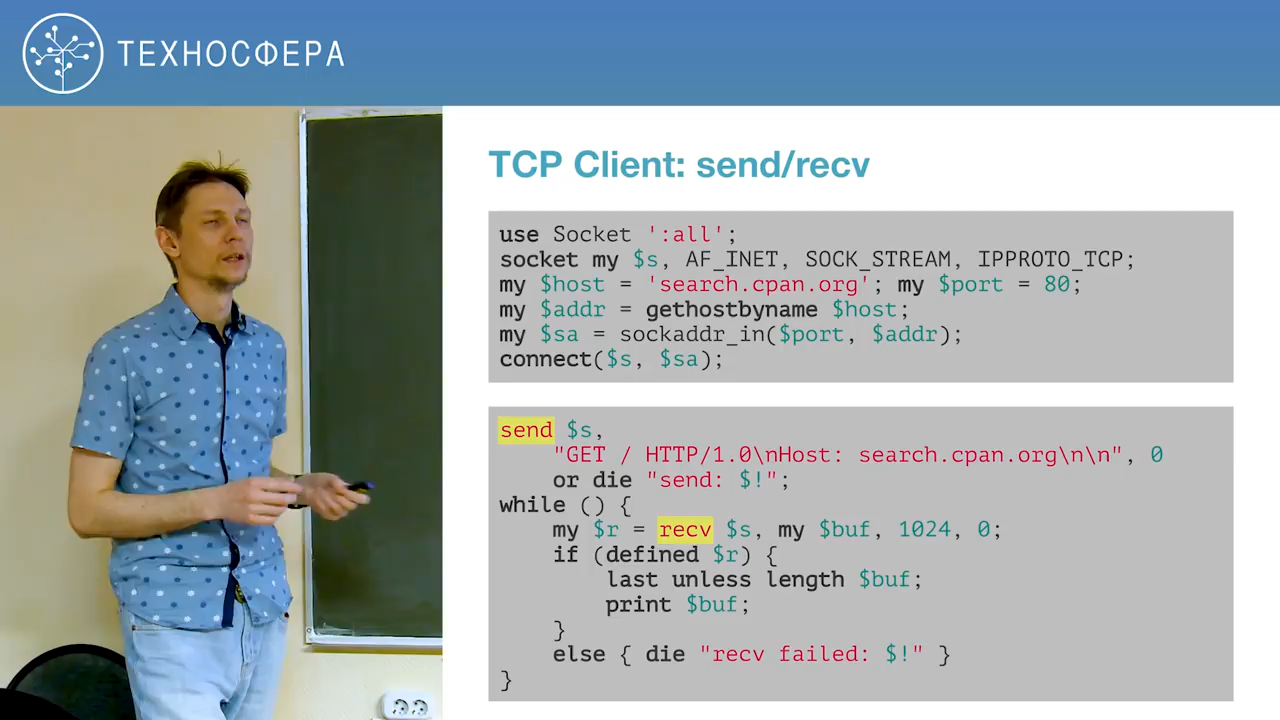 ТЕХНОСФЕРА
TCP Client: send/recv
use Socket ':all';
socket my $s, AF_INET, SOCK_STREAM, IPPROTO_TCP;
my $host = 'search.cpan.org'; my $port = 80;
my $addr = gethostbyname $host;
my $sa = sockaddr_in($port, $addr);
connect($s, $sa);
send $s,
"GET / HTTP/1.0\nHost: search.cpan.org\n\n", 0
or die "send: $!";
while () {
my $r = recv $s, my $buf, 1024, 0;
if (defined $r) {
last unless length $buf;
print $buf;
}
else { die "recv failed: $!" }
}